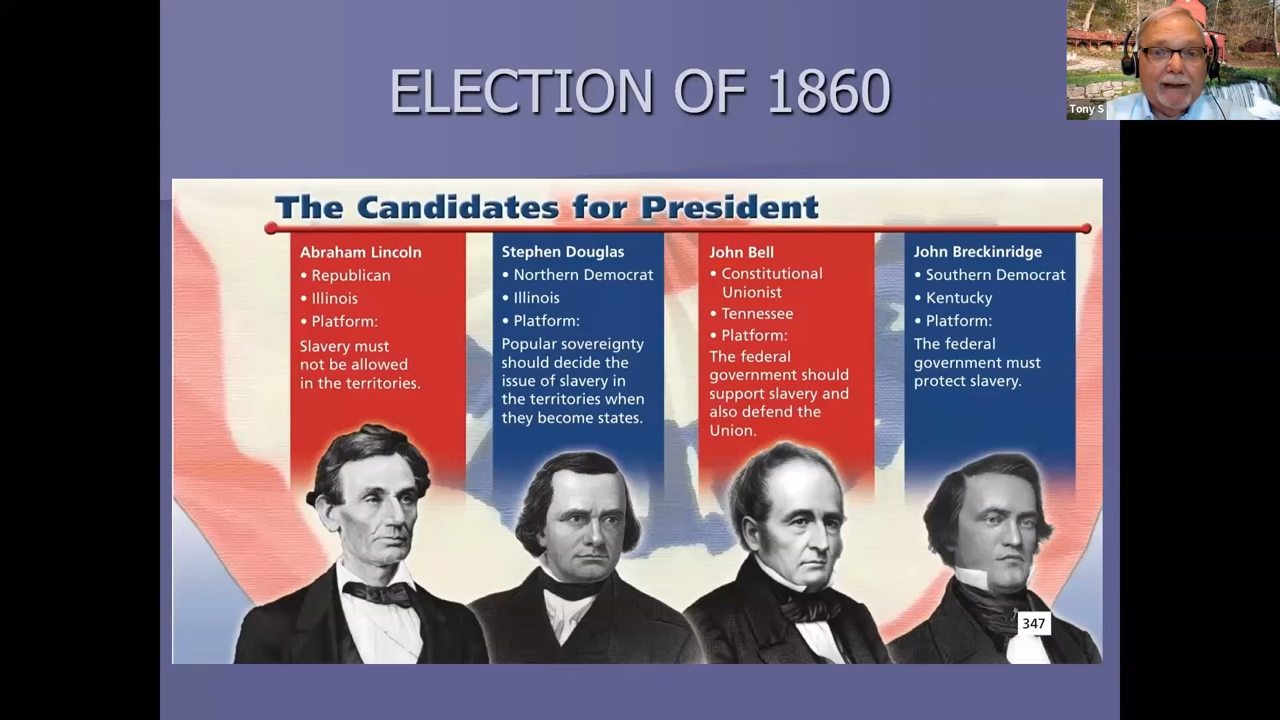 ELECTION OF 1860
Tony S
The Candidates for President
Abraham Lincoln
• Republican
• Illinois
• Platform:
Slavery must
not be allowed
in the territories.
Stephen Douglas
• Northern Democrat
• Illinois
• Platform:
Popular sovereignty
should decide the
issue of slavery in
the territories when
they become states.
John Bell
• Constitutional
Unionist
• Tennessee
• Platform:
The federal
government should
support slavery and
also defend the
Union.
John Breckinridge
• Southern Democrat
• Kentucky
• Platform:
The federal
government must
protect slavery.
347